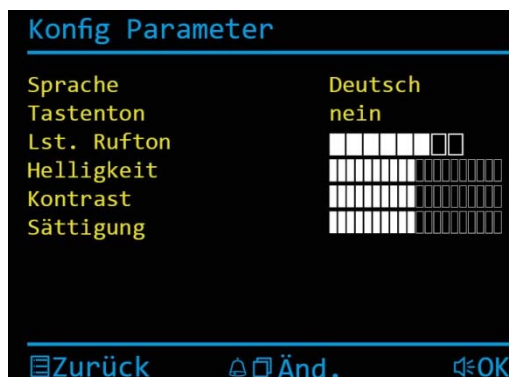 Konfig Parameter
Sprache Deutsch
Tastenton nein
Lst. Rufton
Helligkeit
Kontrast
Sättigung
Zurück Änd. OK